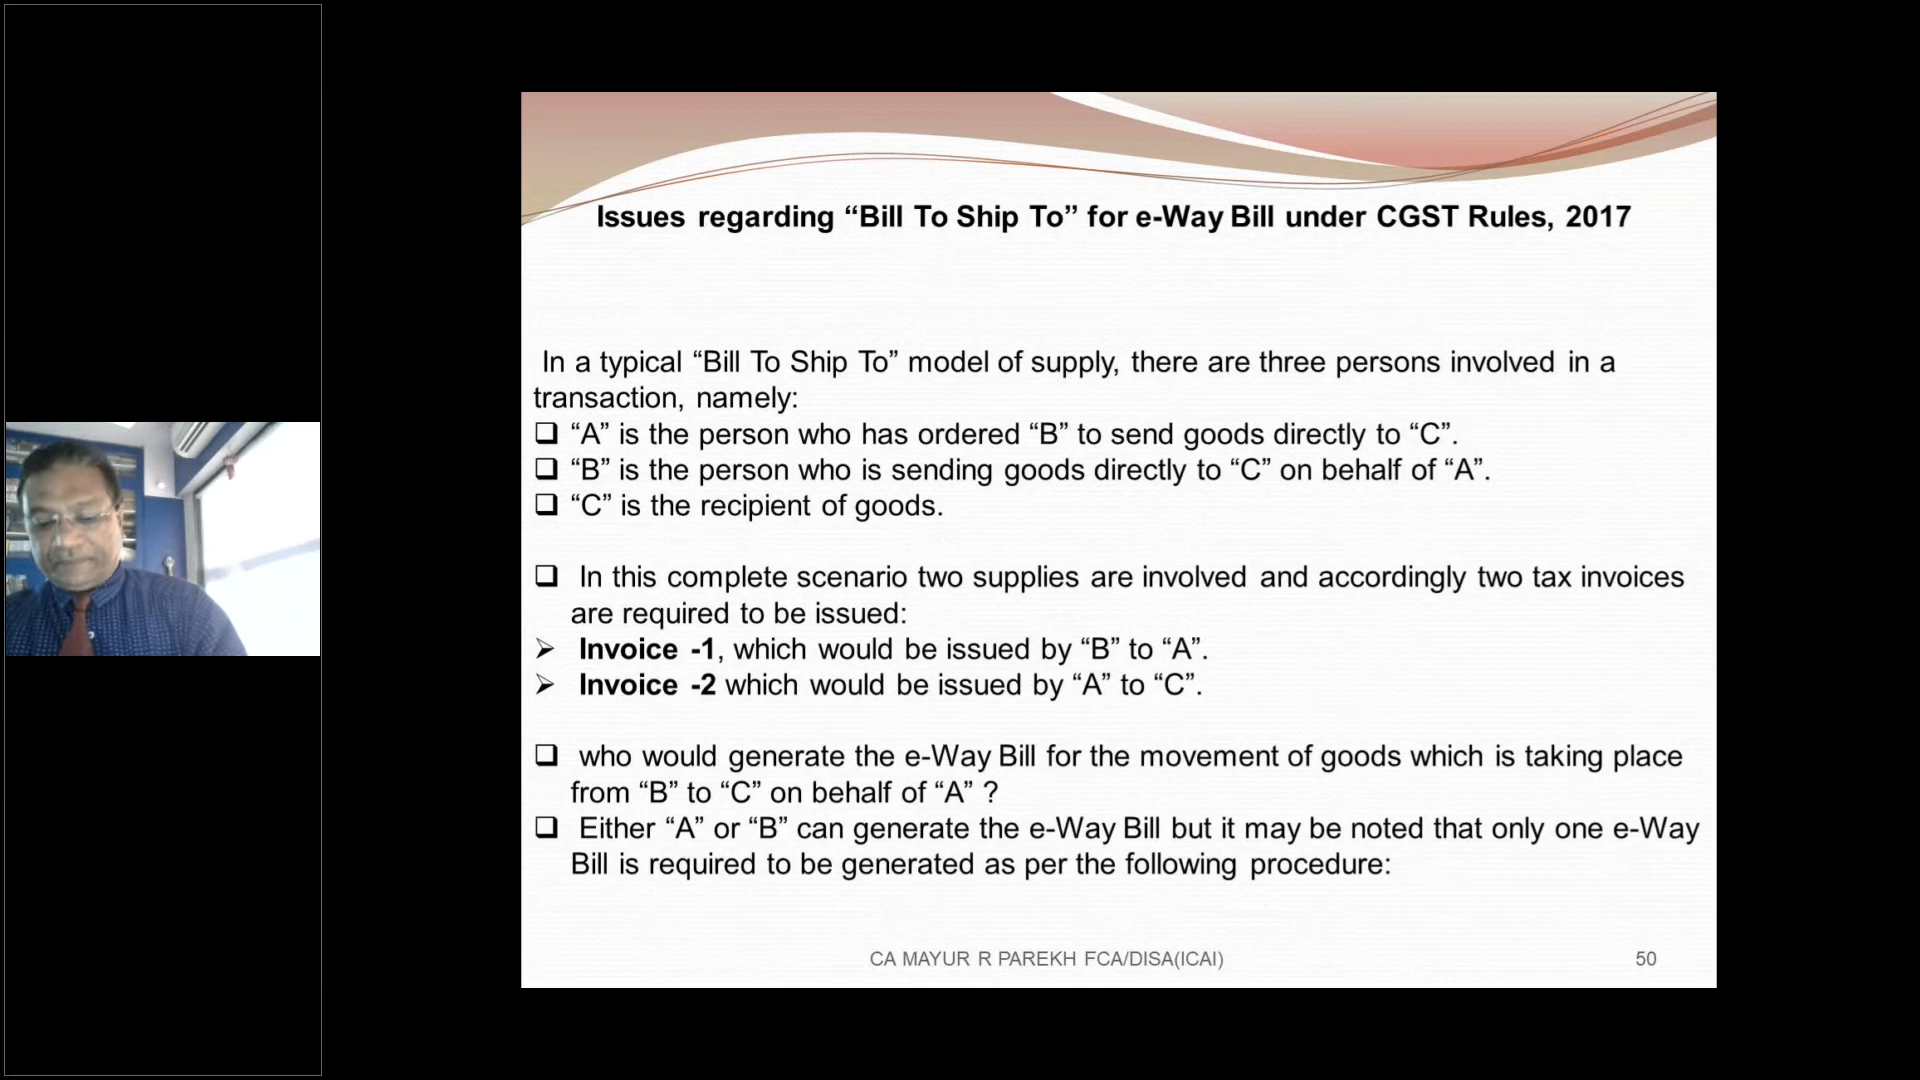 Issues regarding “Bill To Ship To” for e-Way Bill under CGST Rules, 2017
In a typical “Bill To Ship To” model of supply, there are three persons involved in a
transaction, namely:
❑ “A” is the person who has ordered “B” to send goods directly to “C”.
❑ “B” is the person who is sending goods directly to “C” on behalf of “A”.
❑ “C” is the recipient of goods.
❑ In this complete scenario two supplies are involved and accordingly two tax invoices
are required to be issued:
➢ Invoice -1, which would be issued by “B” to “A”.
➢ Invoice -2 which would be issued by “A” to “C”.
❑ who would generate the e-Way Bill for the movement of goods which is taking place
from “B” to “C” on behalf of “A” ?
❑ Either “A” or “B” can generate the e-Way Bill but it may be noted that only one e-Way
Bill is required to be generated as per the following procedure:
CA MAYUR R PAREKH FCA/DISA(ICAI)
50